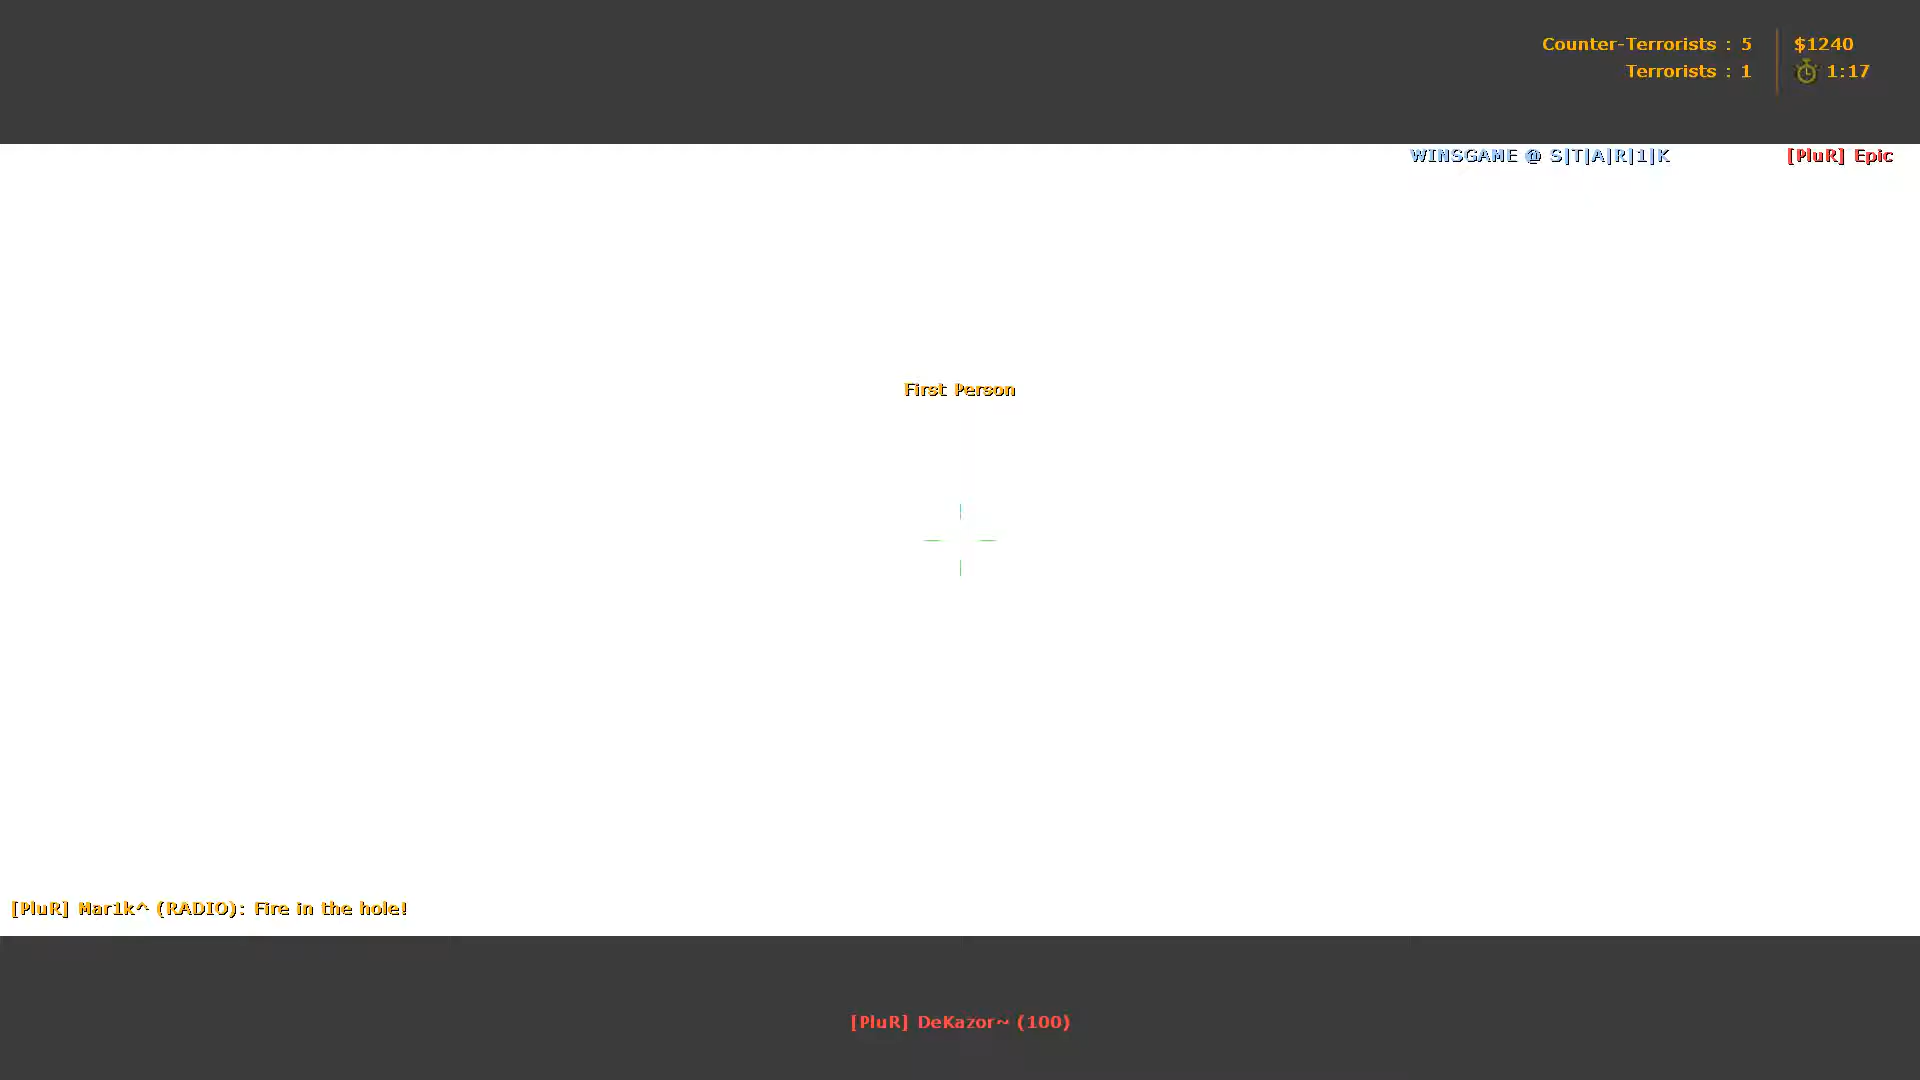 Counter-Terrorists : 5 $1240
Terrorists : 1 1:17
WINSGAME @ S|T|A|R|1|K [PluR] Epic
First Person
[PluR] Mar1k^ (RADIO): Fire in the hole!
[PluR] DeKazor~ (100)